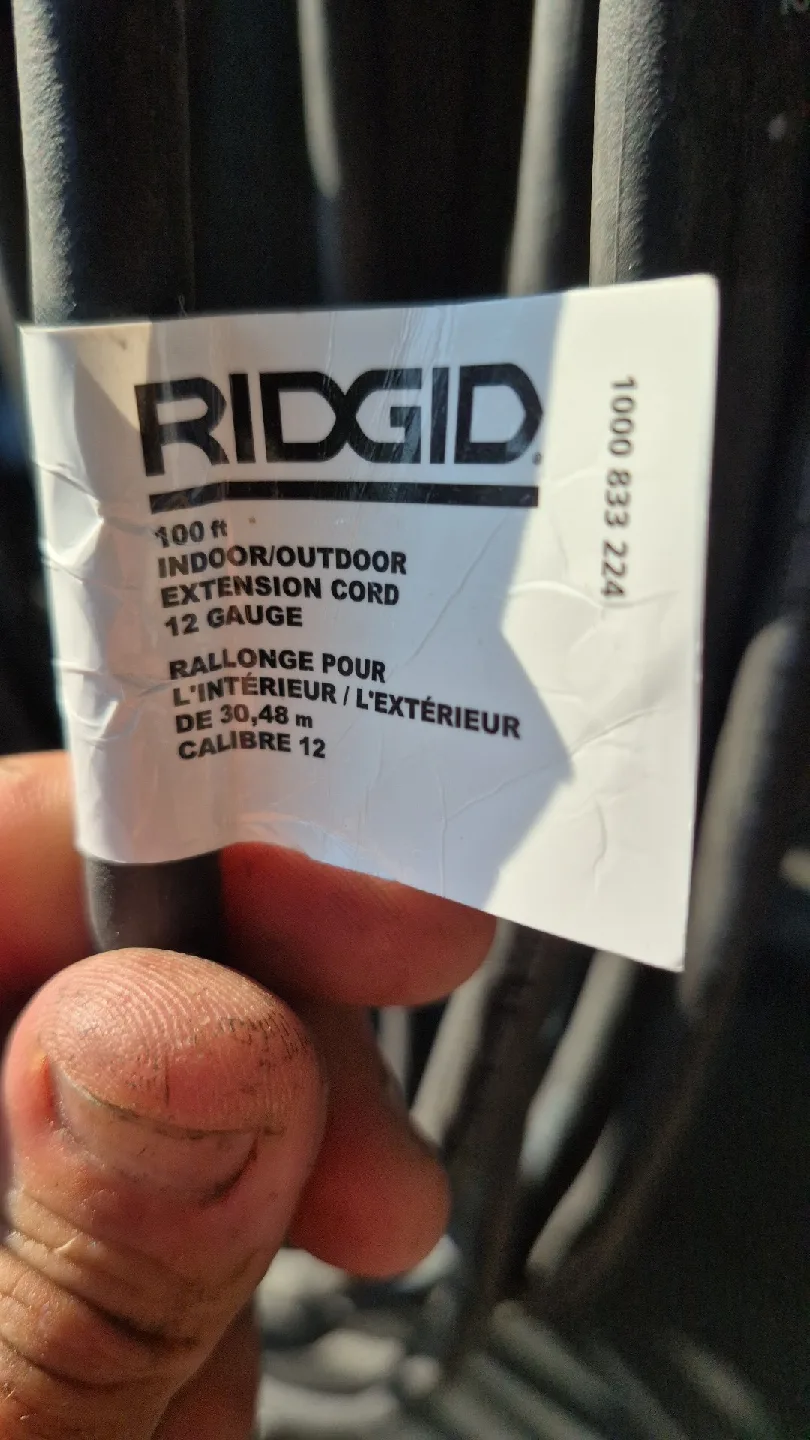 RIDGID
100 ft
INDOOR/OUTDOOR
EXTENSION CORD
12 GAUGE
RALLONGE POUR
L'INTÉRIEUR / L'EXTÉRIEUR
DE 30,48 m
CALIBRE 12
1000 833 224